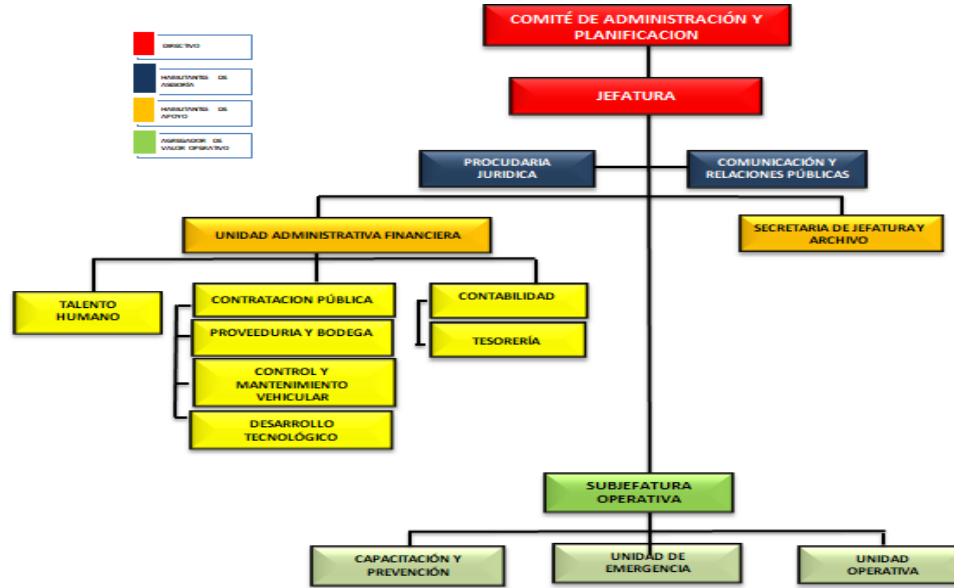 COMITÉ DE ADMINISTRACIÓN Y
PLANIFICACION
DIRECTIVO
HABILITANTES DE
ASESORÍA
HABILITANTES DE
APOYO
AGREGADOR DE
VALOR OPERATIVO
JEFATURA
PROCUDARIA
JURIDICA
COMUNICACIÓN Y
RELACIONES PÚBLICAS
UNIDAD ADMINISTRATIVA FINANCIERA
SECRETARIA DE JEFATURA Y
ARCHIVO
TALENTO
HUMANO
CONTRATACION PÚBLICA
PROVEEDURIA Y BODEGA
CONTROL Y
MANTENIMIENTO
VEHICULAR
DESARROLLO
TECNOLÓGICO
CONTABILIDAD
TESORERÍA
SUBJEFATURA
OPERATIVA
CAPACITACIÓN Y
PREVENCIÓN
UNIDAD DE
EMERGENCIA
UNIDAD
OPERATIVA